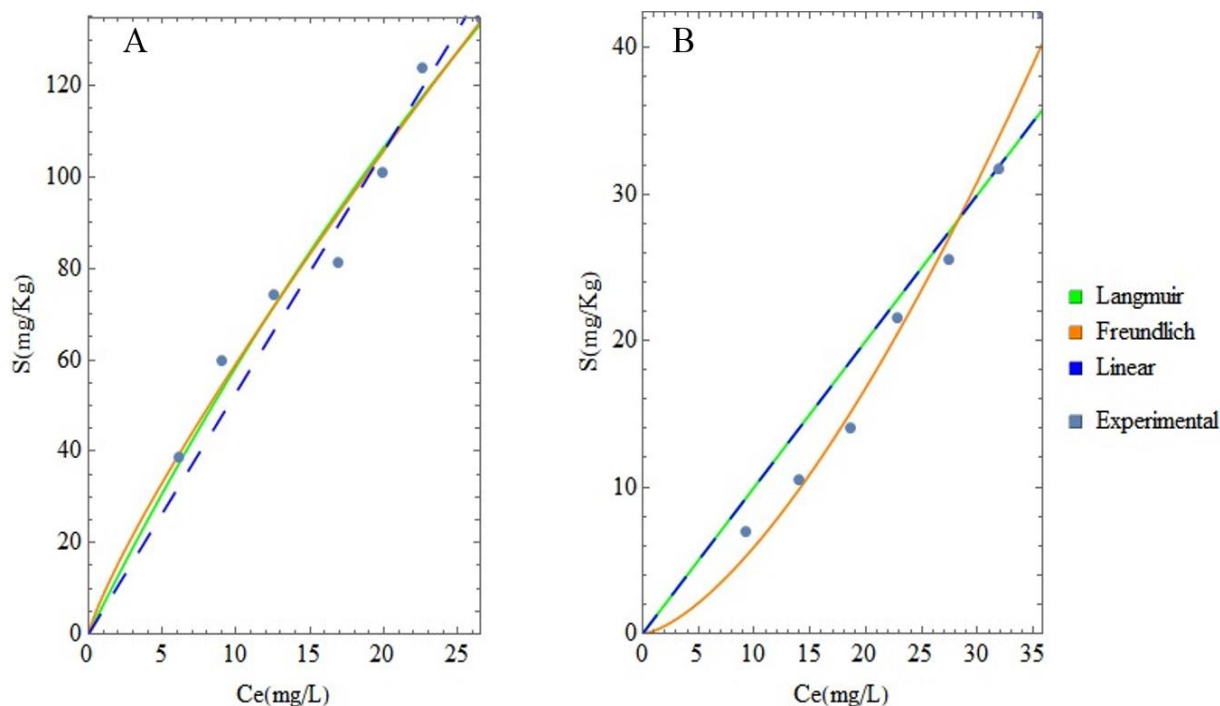 A
S(mg/Kg)
120
100
80
60
40
20
0
0 5 10 15 20 25
Ce(mg/L)
B
S(mg/Kg)
40
30
20
10
0
0 5 10 15 20 25 30 35
Ce(mg/L)
Langmuir
Freundlich
Linear
Experimental